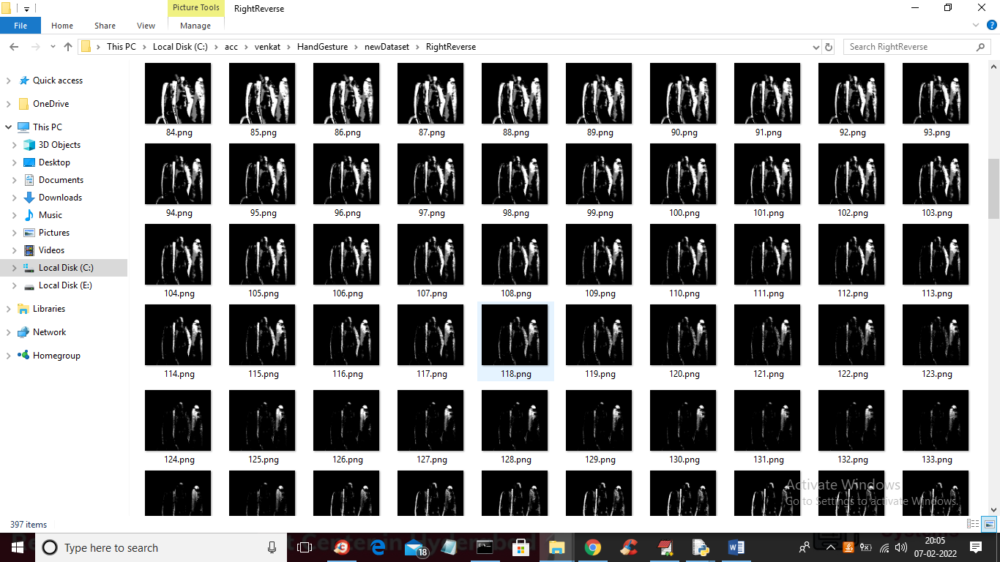 Picture Tools
RightReverse
File Home Share View Manage
This PC Local Disk (C:) acc venkat HandGesture newDataset RightReverse
Search RightReverse
Quick access
OneDrive
This PC
3D Objects
Desktop
Documents
Downloads
Music
Pictures
Videos
Local Disk (C:)
Local Disk (E:)
Libraries
Network
Homegroup
84.png 85.png 86.png 87.png 88.png 89.png 90.png 91.png 92.png 93.png
94.png 95.png 96.png 97.png 98.png 99.png 100.png 101.png 102.png 103.png
104.png 105.png 106.png 107.png 108.png 109.png 110.png 111.png 112.png 113.png
114.png 115.png 116.png 117.png 118.png 119.png 120.png 121.png 122.png 123.png
124.png 125.png 126.png 127.png 128.png 129.png 130.png 131.png 132.png 133.png
Activate Windows
Go to Settings to activate Windows.
397 items
Type here to search
18
20:05
07-02-2022